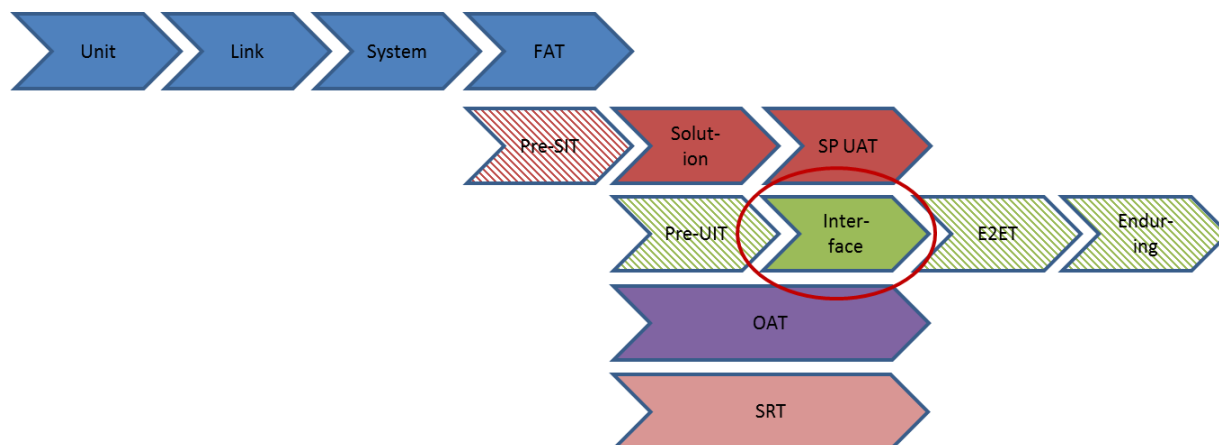 Unit
Link
System
FAT
Pre-SIT
Solut-
ion
SP UAT
Pre-UIT
Inter-
face
E2ET
Endur-
ing
OAT
SRT